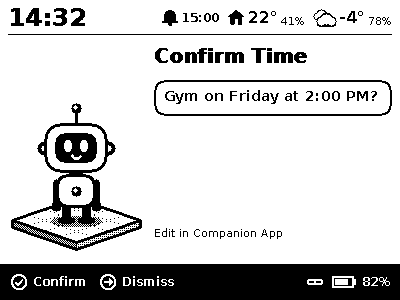 14:32 15:00 22° 41% -4° 78%
Confirm Time
Gym on Friday at 2:00 PM?
Edit in Companion App
Confirm Dismiss 82%